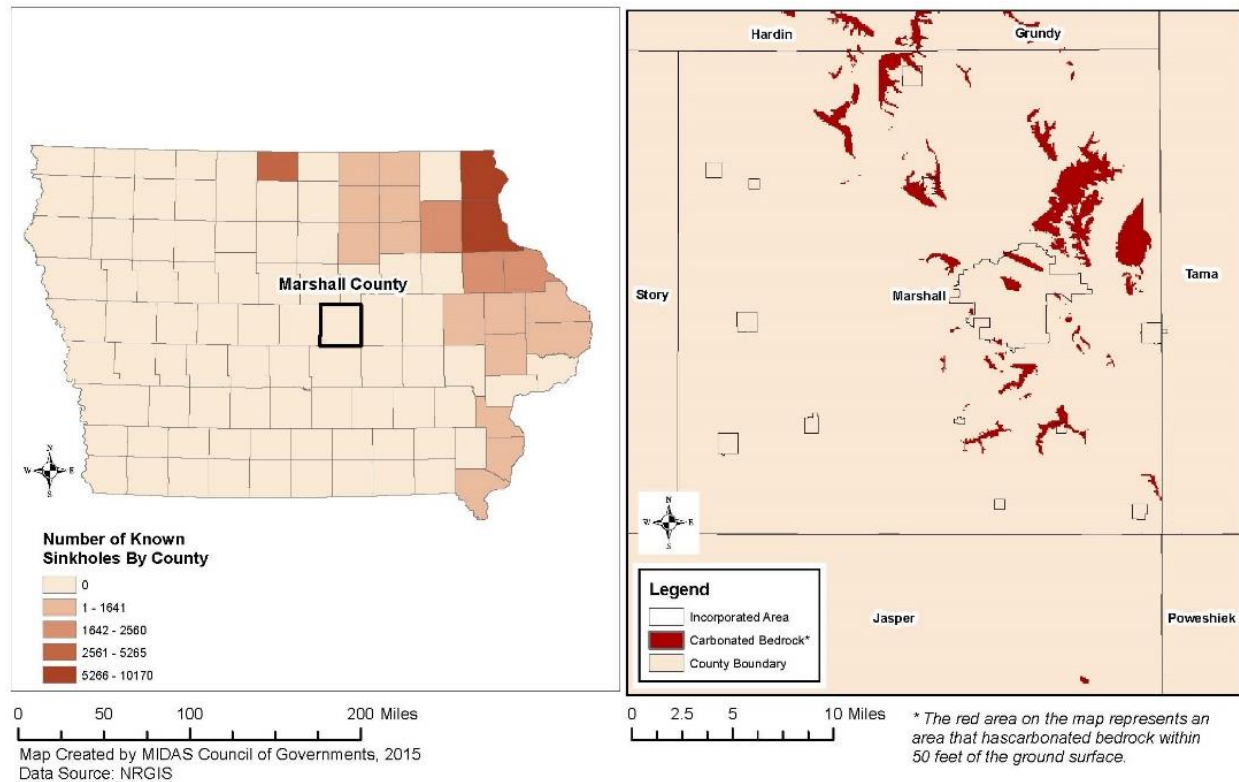 Marshall County
N
W E
S
Number of Known
Sinkholes By County
0
1 - 1641
1642 - 2560
2561 - 5265
5266 - 10170
0 50 100 200 Miles
Map Created by MIDAS Council of Governments, 2015
Data Source: NRGIS
Hardin Grundy
Story Marshall Tama
N
W E
S
Jasper Poweshiek
Legend
Incorporated Area
Carbonated Bedrock*
County Boundary
0 2.5 5 10 Miles
* The red area on the map represents an
area that hascarbonated bedrock within
50 feet of the ground surface.